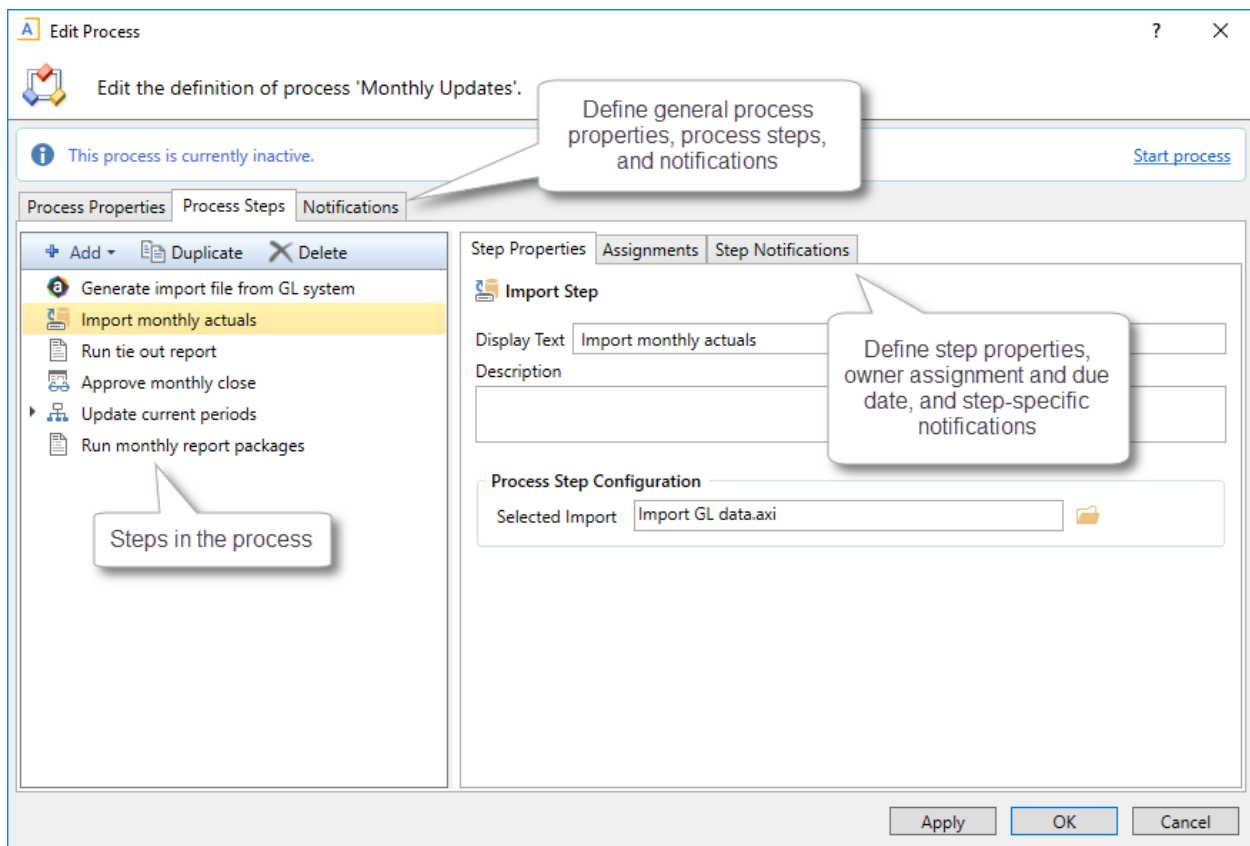 A Edit Process ?
Edit the definition of process 'Monthly Updates'.
Define general process
properties, process steps,
and notifications
This process is currently inactive.
Start process
Process Properties Process Steps Notifications
Add Duplicate Delete
Generate import file from GL system
Import monthly actuals
Run tie out report
Approve monthly close
Update current periods
Run monthly report packages
Steps in the process
Step Properties Assignments Step Notifications
Import Step
Display Text Import monthly actuals
Description
Define step properties,
owner assignment and due
date, and step-specific
notifications
Process Step Configuration
Selected Import Import GL data.axi
Apply OK Cancel